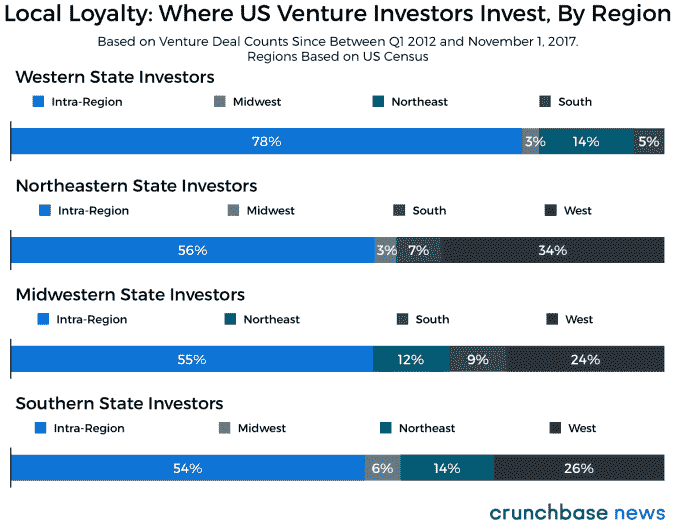 Local Loyalty: Where US Venture Investors Invest, By Region
Based on Venture Deal Counts Since Between Q1 2012 and November 1, 2017.
Regions Based on US Census
Western State Investors
Intra-Region Midwest Northeast South
78% 3% 14% 5%
Northeastern State Investors
Intra-Region Midwest South West
56% 3% 7% 34%
Midwestern State Investors
Intra-Region Northeast South West
55% 12% 9% 24%
Southern State Investors
Intra-Region Midwest Northeast West
54% 6% 14% 26%
crunchbase news